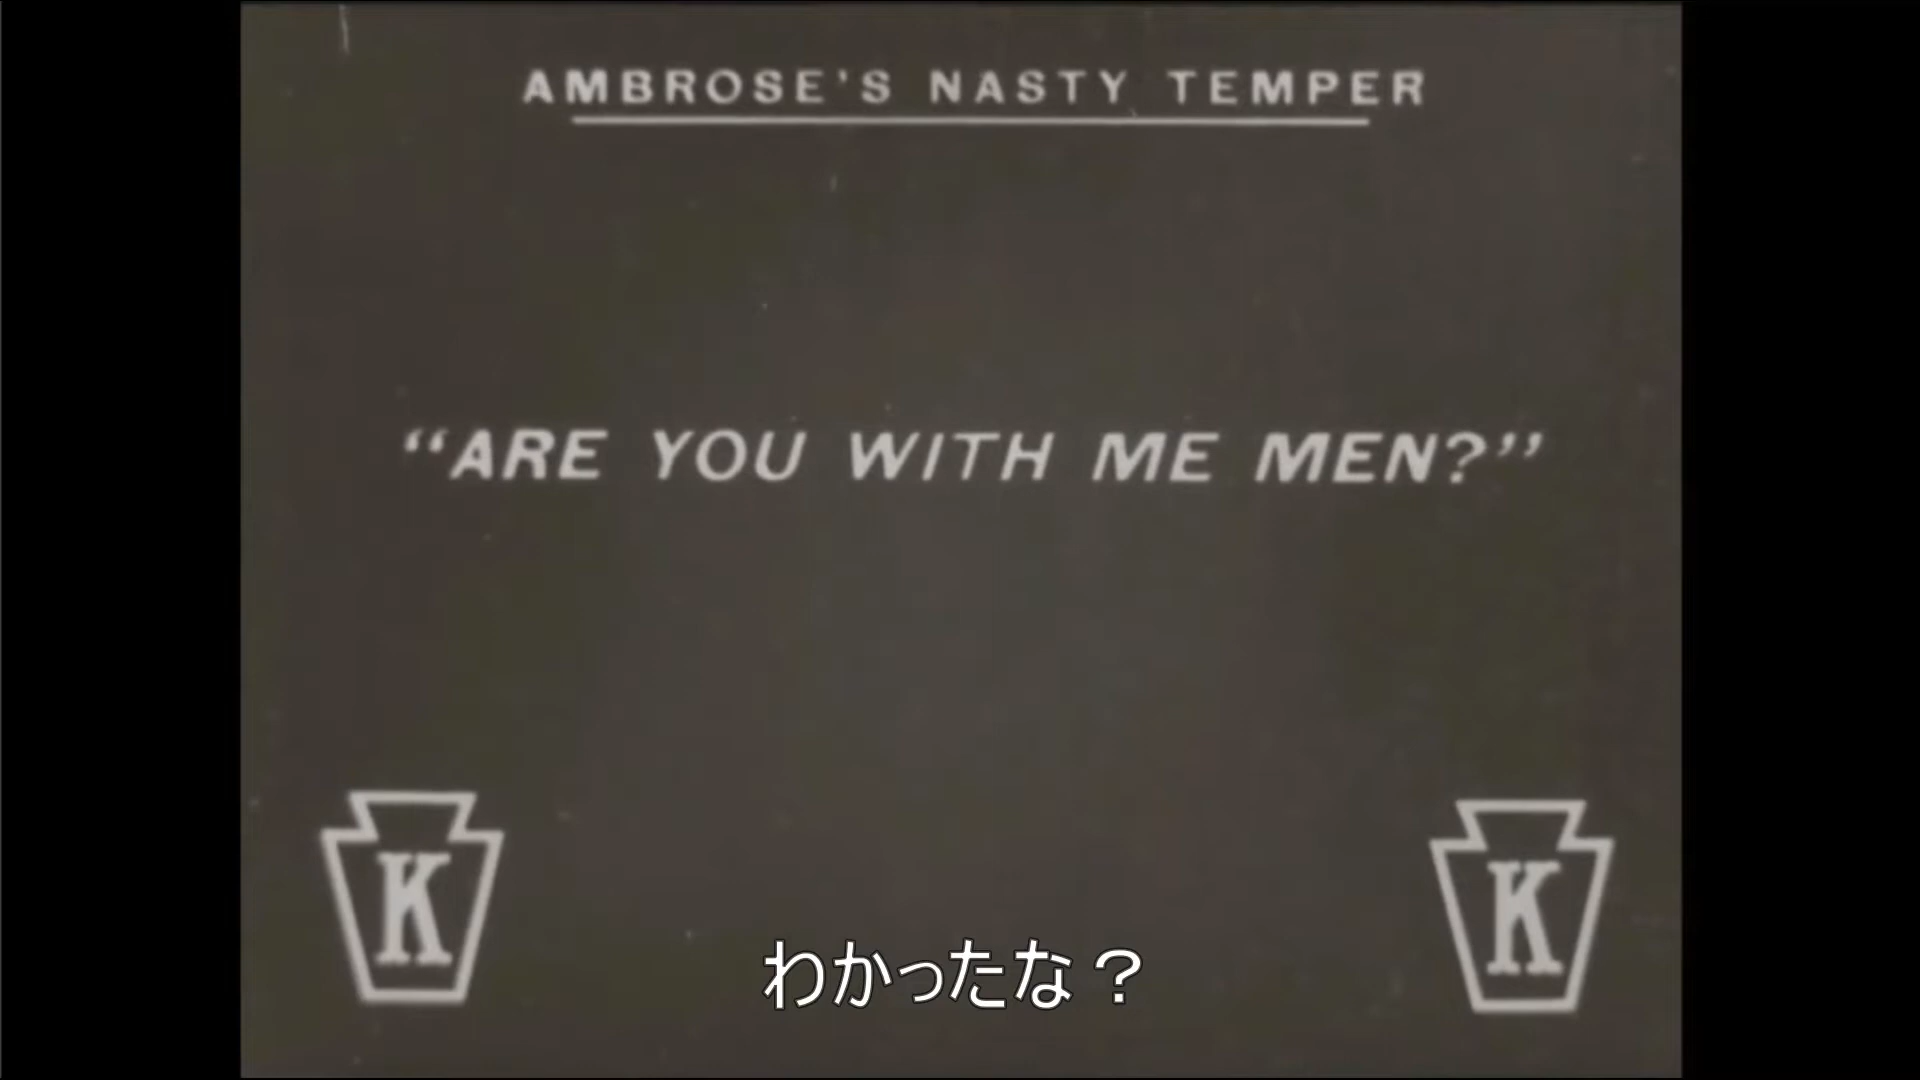 AMBROSE'S NASTY TEMPER
"ARE YOU WITH ME MEN?"
K
K
わかったな？